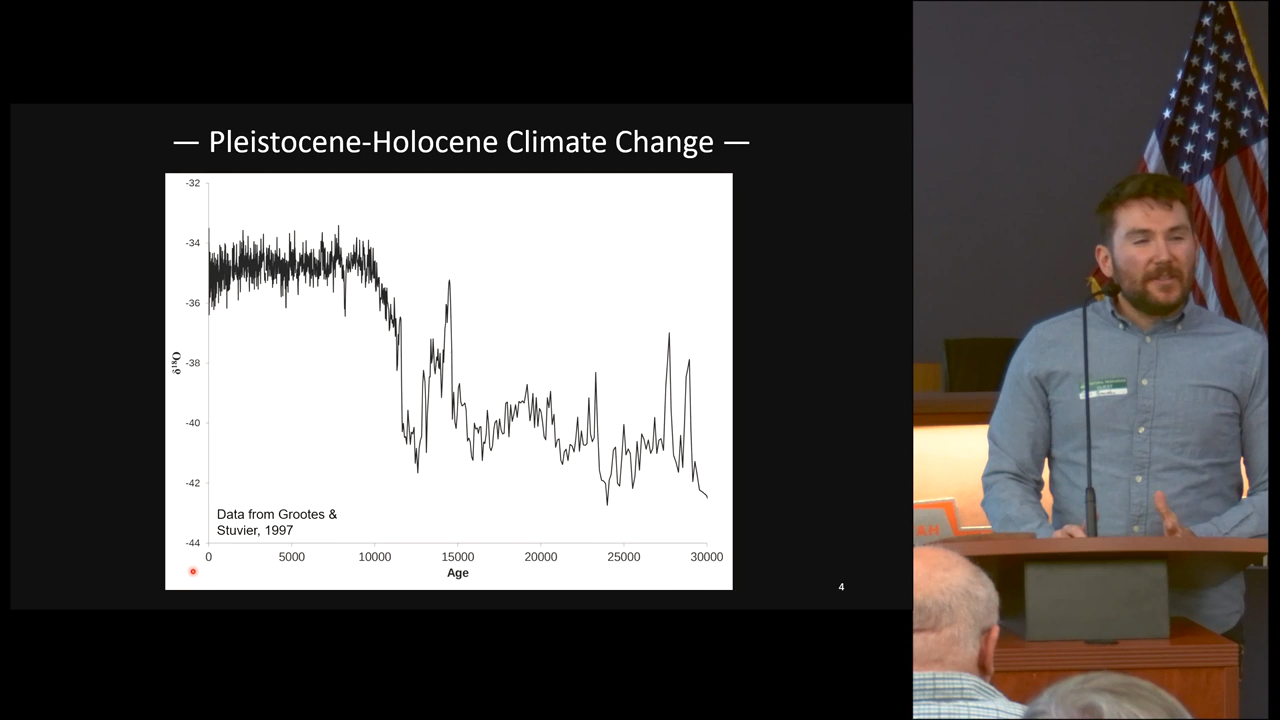 — Pleistocene-Holocene Climate Change —
-32
-34
-36
-38
-40
-42
-44
δ¹⁸O
Data from Grootes &
Stuvier, 1997
0 5000 10000 15000 20000 25000 30000
Age
4
AH